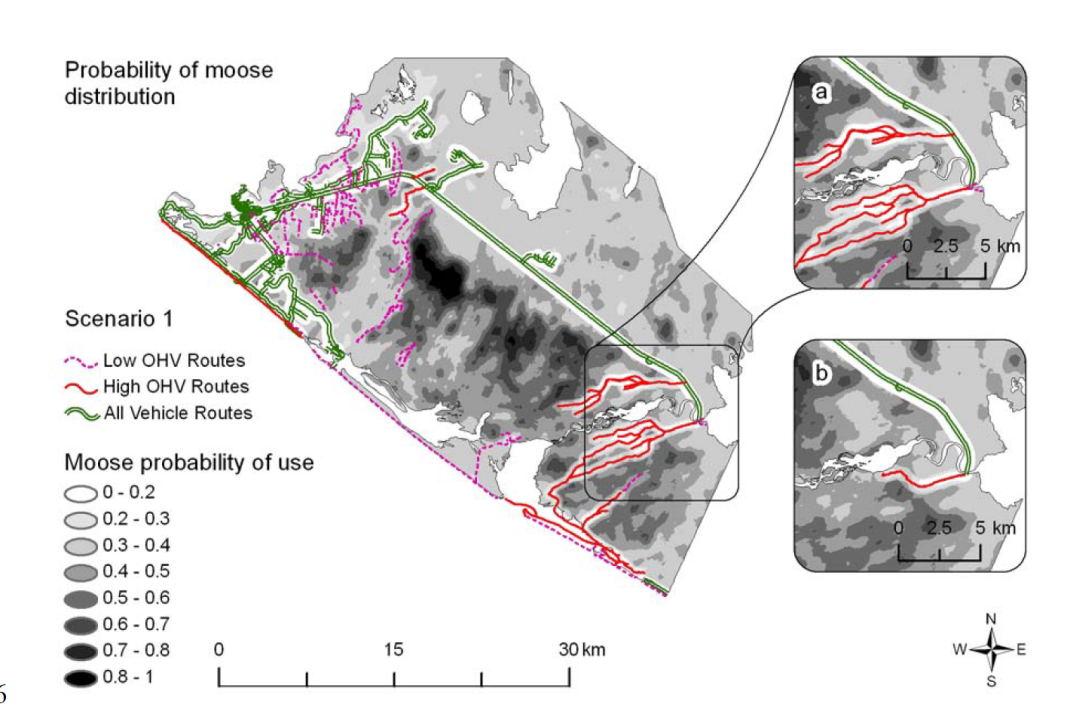 Probability of moose
distribution
a
0 2.5 5 km
Scenario 1
Low OHV Routes
High OHV Routes
All Vehicle Routes
b
Moose probability of use
0 - 0.2
0.2 - 0.3
0.3 - 0.4
0.4 - 0.5
0.5 - 0.6
0.6 - 0.7
0.7 - 0.8
0.8 - 1
0 2.5 5 km
0 15 30 km
N
W E
S
6